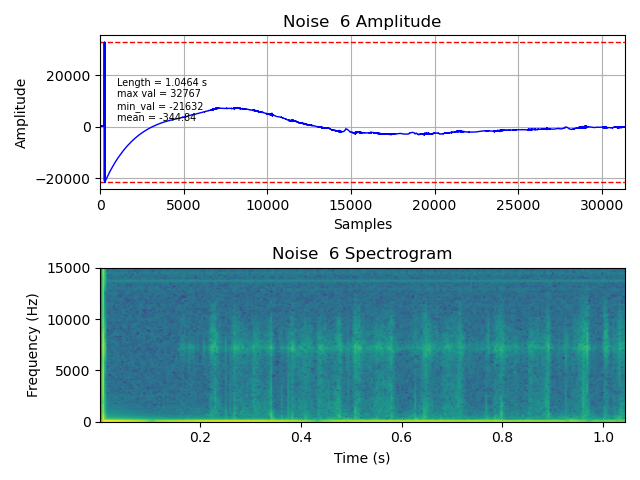 Noise  6 Amplitude
20000
0
−20000
Amplitude
Length = 1.0464 s
max val = 32767
min_val = -21632
mean = -344.84
0
5000
10000
15000
20000
25000
30000
Samples
Noise  6 Spectrogram
15000
10000
5000
0
Frequency (Hz)
0.2
0.4
0.6
0.8
1.0
Time (s)